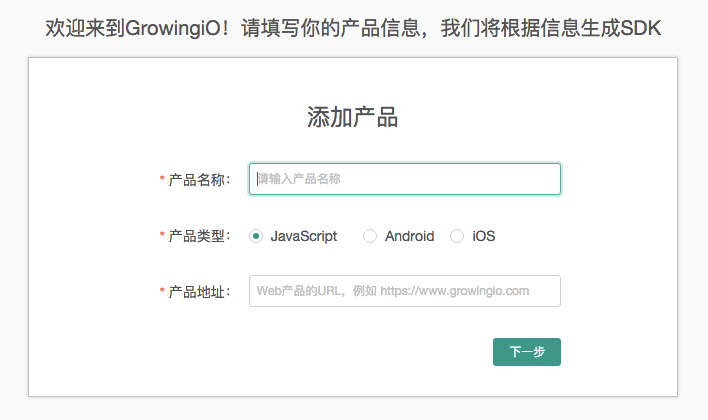 欢迎来到GrowingiO！请填写你的产品信息，我们将根据信息生成SDK
添加产品
* 产品名称：
请输入产品名称
* 产品类型：
JavaScript
Android
iOS
* 产品地址：
Web产品的URL，例如 https://www.growingio.com
下一步